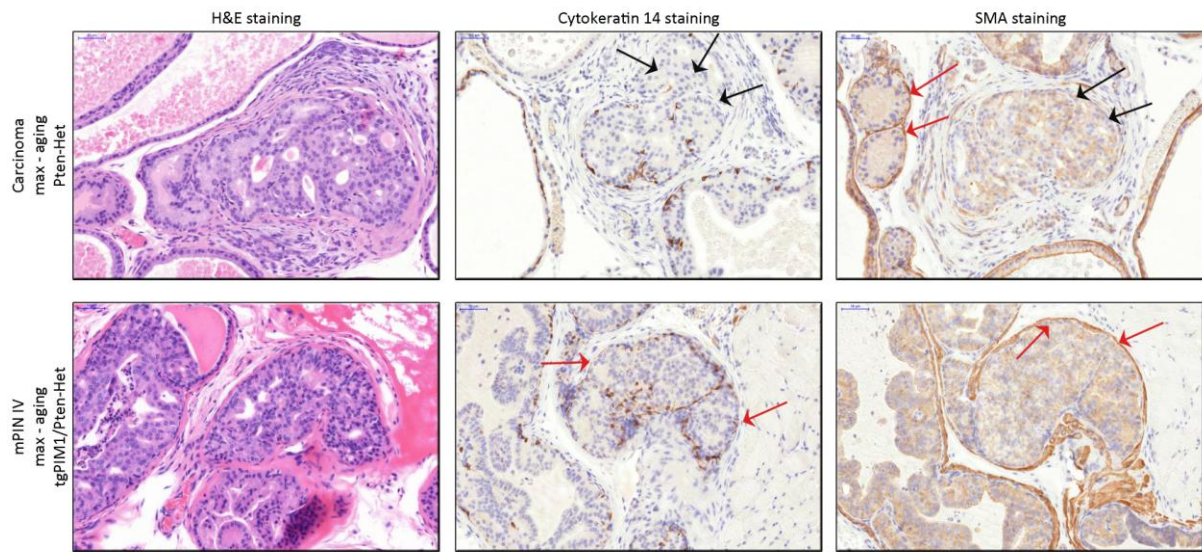 H&E staining
Cytokeratin 14 staining
SMA staining
Carcinoma
max - aging
Pten-Het
mPIN IV
max - aging
tgPIM1/Pten-Het